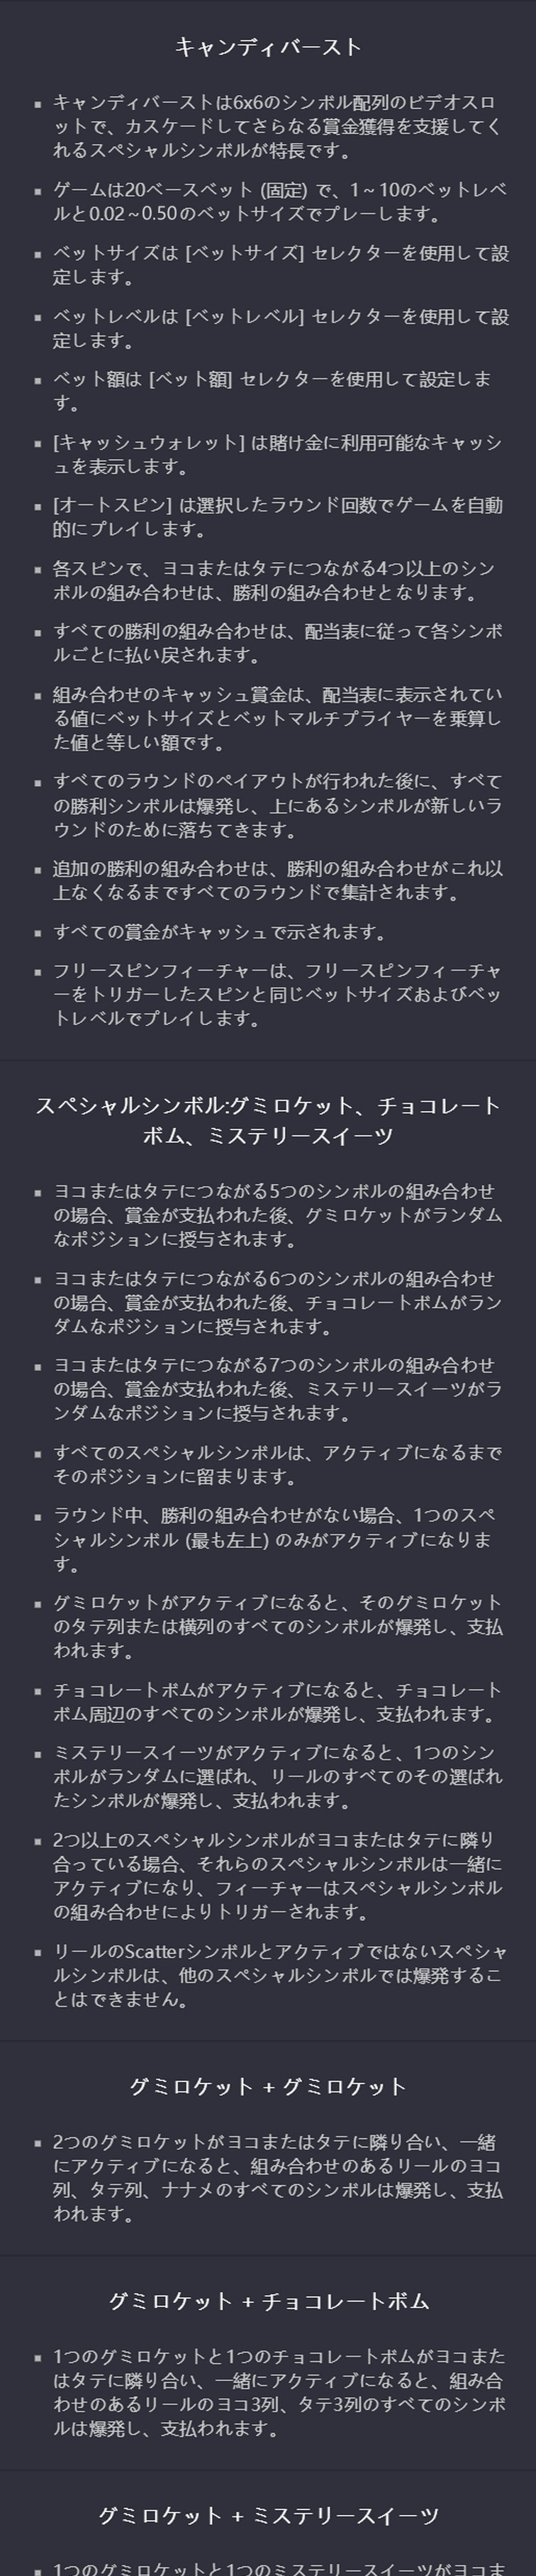 キャンディバースト
▪ キャンディバーストは6x6のシンボル配列のビデオスロ
ットで、カスケードしてさらなる賞金獲得を支援してく
れるスペシャルシンボルが特長です。
▪ ゲームは20ベースベット (固定) で、1～10のベットレベ
ルと0.02～0.50のベットサイズでプレーします。
▪ ベットサイズは [ベットサイズ] セレクターを使用して設
定します。
▪ ベットレベルは [ベットレベル] セレクターを使用して設
定します。
▪ ベット額は [ベット額] セレクターを使用して設定しま
す。
▪ [キャッシュウォレット] は賭け金に利用可能なキャッシ
ュを表示します。
▪ [オートスピン] は選択したラウンド回数でゲームを自動
的にプレイします。
▪ 各スピンで、ヨコまたはタテにつながる4つ以上のシン
ボルの組み合わせは、勝利の組み合わせとなります。
▪ すべての勝利の組み合わせは、配当表に従って各シンボ
ルごとに払い戻されます。
▪ 組み合わせのキャッシュ賞金は、配当表に表示されてい
る値にベットサイズとベットマルチプライヤーを乗算し
た値と等しい額です。
▪ すべてのラウンドのペイアウトが行われた後に、すべて
の勝利シンボルは爆発し、上にあるシンボルが新しいラ
ウンドのために落ちてきます。
▪ 追加の勝利の組み合わせは、勝利の組み合わせがこれ以
上なくなるまですべてのラウンドで集計されます。
▪ すべての賞金がキャッシュで示されます。
▪ フリースピンフィーチャーは、フリースピンフィーチャ
ーをトリガーしたスピンと同じベットサイズおよびベッ
トレベルでプレイします。
スペシャルシンボル:グミロケット、チョコレート
ボム、ミステリースイーツ
▪ ヨコまたはタテにつながる5つのシンボルの組み合わせ
の場合、賞金が支払われた後、グミロケットがランダム
なポジションに授与されます。
▪ ヨコまたはタテにつながる6つのシンボルの組み合わせ
の場合、賞金が支払われた後、チョコレートボムがラン
ダムなポジションに授与されます。
▪ ヨコまたはタテにつながる7つのシンボルの組み合わせ
の場合、賞金が支払われた後、ミステリースイーツがラ
ンダムなポジションに授与されます。
▪ すべてのスペシャルシンボルは、アクティブになるまで
そのポジションに留まります。
▪ ラウンド中、勝利の組み合わせがない場合、1つのスペ
シャルシンボル (最も左上) のみがアクティブになりま
す。
▪ グミロケットがアクティブになると、そのグミロケット
のタテ列または横列のすべてのシンボルが爆発し、支払
われます。
▪ チョコレートボムがアクティブになると、チョコレート
ボム周辺のすべてのシンボルが爆発し、支払われます。
▪ ミステリースイーツがアクティブになると、1つのシン
ボルがランダムに選ばれ、リールのすべてのその選ばれ
たシンボルが爆発し、支払われます。
▪ 2つ以上のスペシャルシンボルがヨコまたはタテに隣り
合っている場合、それらのスペシャルシンボルは一緒に
アクティブになり、フィーチャーはスペシャルシンボル
の組み合わせによりトリガーされます。
▪ リールのScatterシンボルとアクティブではないスペシャ
ルシンボルは、他のスペシャルシンボルでは爆発するこ
とはできません。
グミロケット + グミロケット
▪ 2つのグミロケットがヨコまたはタテに隣り合い、一緒
にアクティブになると、組み合わせのあるリールのヨコ
列、タテ列、ナナメのすべてのシンボルは爆発し、支払
われます。
グミロケット + チョコレートボム
▪ 1つのグミロケットと1つのチョコレートボムがヨコまた
はタテに隣り合い、一緒にアクティブになると、組み合
わせのあるリールのヨコ3列、タテ3列のすべてのシンボ
ルは爆発し、支払われます。
グミロケット + ミステリースイーツ
▪ 1つのグミロケットと1つのミステリースイーツがヨコま